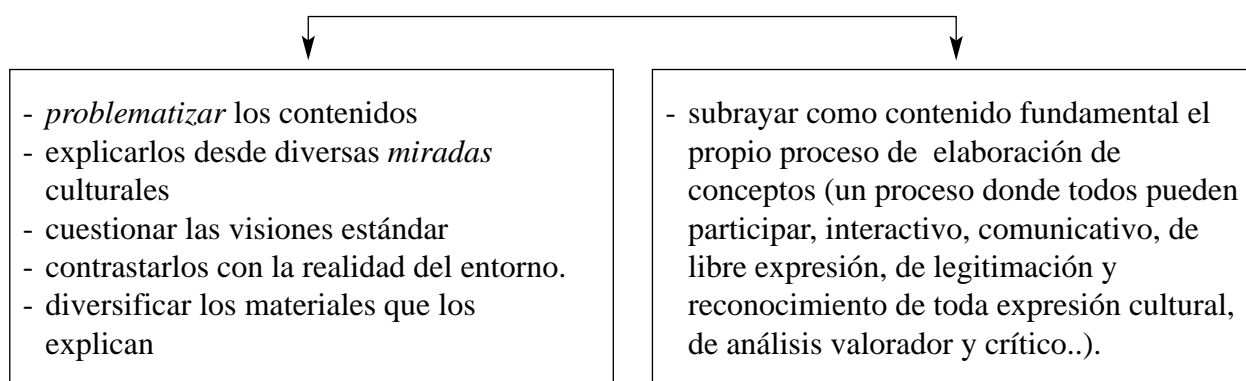 - problematizar los contenidos
- explicarlos desde diversas miradas
culturales
- cuestionar las visiones estándar
- contrastarlos con la realidad del entorno.
- diversificar los materiales que los
explican
- subrayar como contenido fundamental el
propio proceso de elaboración de
conceptos (un proceso donde todos pueden
participar, interactivo, comunicativo, de
libre expresión, de legitimación y
reconocimiento de toda expresión cultural,
de análisis valorador y crítico..).